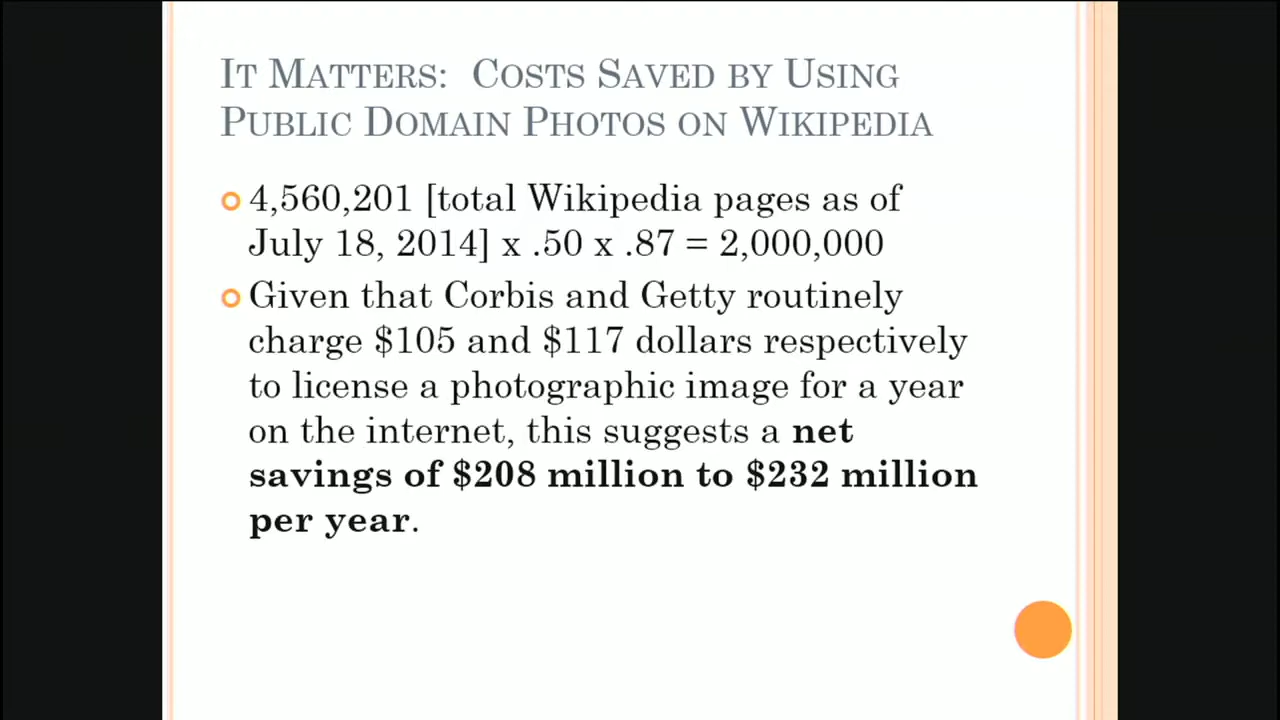 It Matters: Costs Saved by Using
Public Domain Photos on Wikipedia
4,560,201 [total Wikipedia pages as of
July 18, 2014] x .50 x .87 = 2,000,000
Given that Corbis and Getty routinely
charge $105 and $117 dollars respectively
to license a photographic image for a year
on the internet, this suggests a net
savings of $208 million to $232 million
per year.